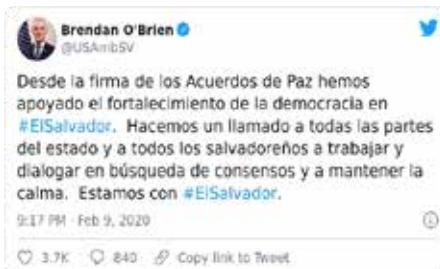 Brendan O'Brien
@USAmbSV
Desde la firma de los Acuerdos de Paz hemos
apoyado el fortalecimiento de la democracia en
#ElSalvador. Hacemos un llamado a todas las partes
del estado y a todos los salvadoreños a trabajar y
dialogar en búsqueda de consensos y a mantener la
calma. Estamos con #ElSalvador.
9:17 PM · Feb 9, 2020
3.7K 840 Copy link to Tweet